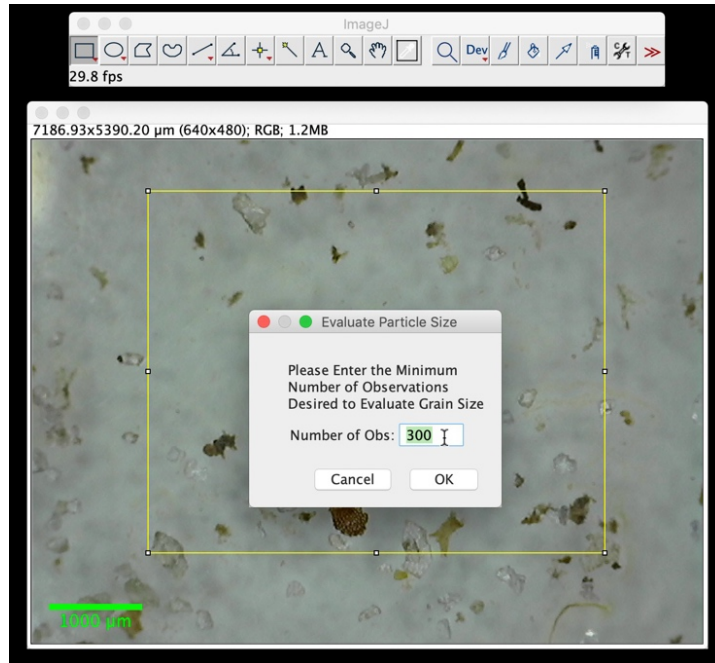 ImageJ
Dev
29.8 fps
7186.93x5390.20 µm (640x480); RGB; 1.2MB
Evaluate Particle Size
Please Enter the Minimum
Number of Observations
Desired to Evaluate Grain Size
Number of Obs: 300
Cancel OK
1000 µm